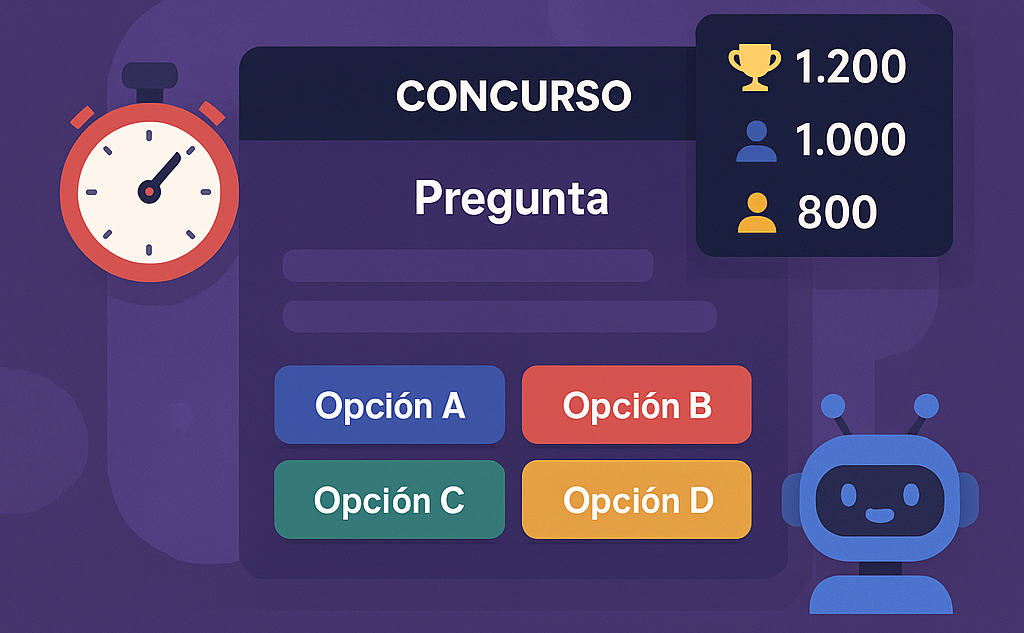 CONCURSO
Pregunta
Opción A
Opción B
Opción C
Opción D
1.200
1.000
800